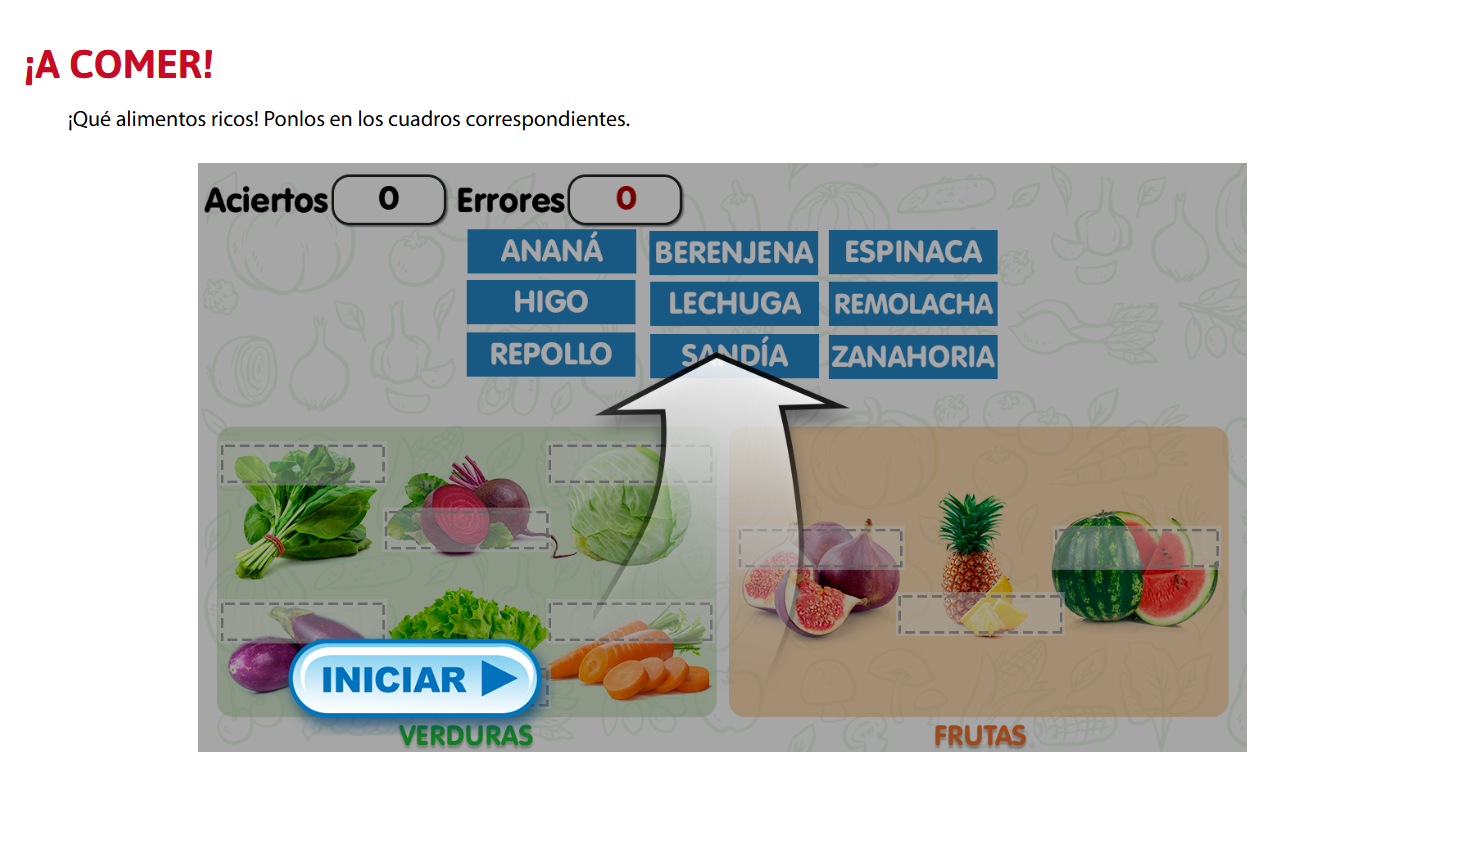 ¡A COMER!
¡Qué alimentos ricos! Ponlos en los cuadros correspondientes.
Aciertos 0 Errores 0
ANANÁ BERENJENA ESPINACA
HIGO LECHUGA REMOLACHA
REPOLLO SANDÍA ZANAHORIA
INICIAR
VERDURAS FRUTAS